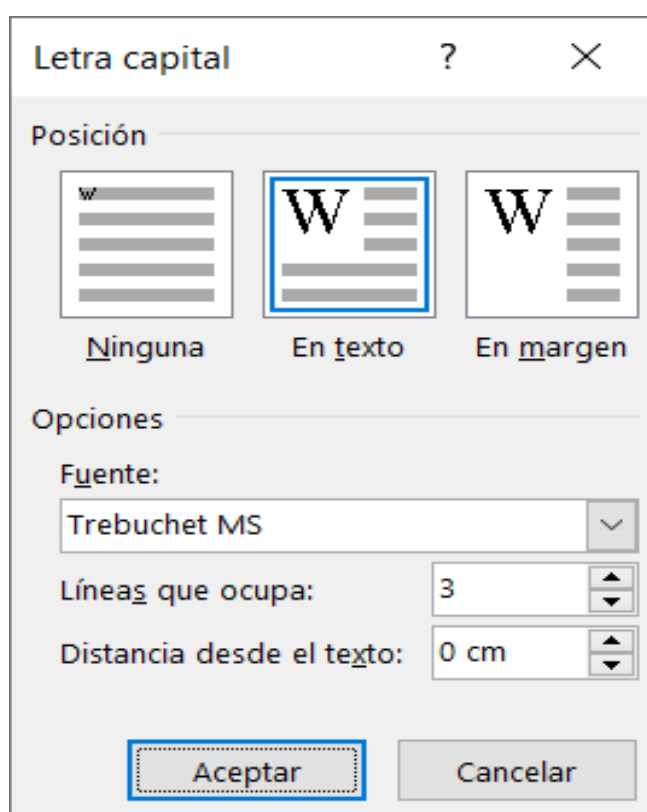 Letra capital ?
Posición
W W W
Ninguna En texto En margen
Opciones
Fuente:
Trebuchet MS
Líneas que ocupa: 3
Distancia desde el texto: 0 cm
Aceptar Cancelar